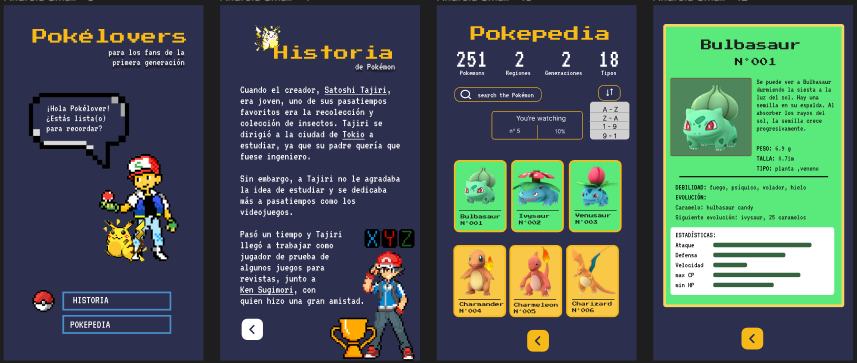 Pokélovers
para los fans de la
primera generación
¡Hola Pokélover!
¿Estás lista(o)
para recordar?
HISTORIA
POKEPEDIA
Historia
de Pokémon
Cuando el creador, Satoshi Tajiri,
era joven, uno de sus pasatiempos
favoritos era la recolección y
colección de insectos. Tajiri se
dirigió a la ciudad de Tokio a
estudiar, ya que su padre quería que
fuese ingeniero.
Sin embargo, a Tajiri no le agradaba
la idea de estudiar y se dedicaba
más a pasatiempos como los
videojuegos.
Pasó un tiempo y Tajiri
llegó a trabajar como
jugador de prueba de
algunos juegos para
revistas, junto a
Ken Sugimori, con
quien hizo una gran amistad.
XYZ
Pokepedia
251 2 2 18
Pokemons Regiones Generaciones Tipos
search the Pokémon
A - Z
Z - A
1 - 9
9 - 1
You're watching
n° 5 10%
Bulbasaur
N°001
Ivysaur
N°002
Venusaur
N°003
Charmander
N°004
Charmeleon
N°005
Charizard
N°006
Bulbasaur
N°001
Se puede ver a Bulbasaur
durmiendo la siesta a la
luz del sol. Hay una
semilla en su espalda. Al
absorber los rayos del
sol, la semilla crece
progresivamente.
PESO: 6.9 g
TALLA: 0.71m
TIPO: planta ,veneno
DEBILIDAD: fuego, psíquico, volador, hielo
EVOLUCIÓN:
Caramelo: bulbasaur candy
Siguiente evolución: ivysaur, 25 caramelos
ESTADÍSTICAS:
Ataque
Defensa
Velocidad
max CP
min HP